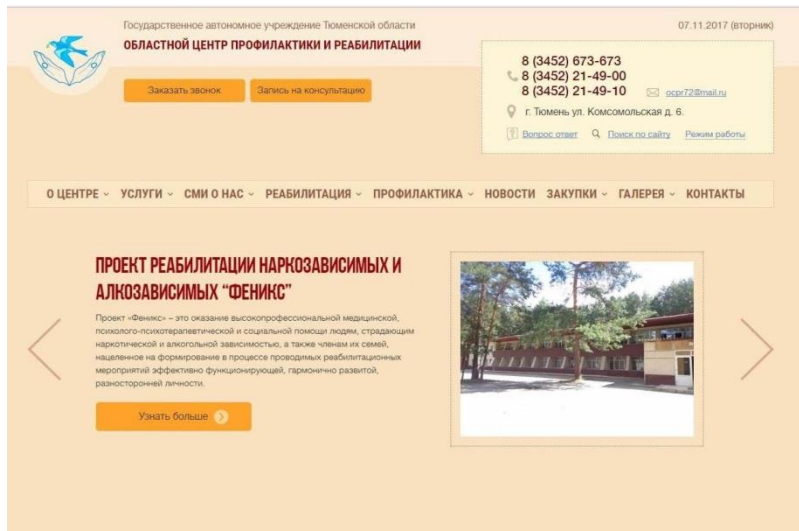 Государственное автономное учреждение Тюменской области
ОБЛАСТНОЙ ЦЕНТР ПРОФИЛАКТИКИ И РЕАБИЛИТАЦИИ
Заказать звонок
Запись на консультацию
07.11.2017 (вторник)
8 (3452) 673-673
8 (3452) 21-49-00
8 (3452) 21-49-10
ocpr72@mail.ru
г. Тюмень ул. Комсомольская д. 6.
Вопрос ответ
Поиск по сайту
Режим работы
О ЦЕНТРЕ УСЛУГИ СМИ О НАС РЕАБИЛИТАЦИЯ ПРОФИЛАКТИКА НОВОСТИ ЗАКУПКИ ГАЛЕРЕЯ КОНТАКТЫ
ПРОЕКТ РЕАБИЛИТАЦИИ НАРКОЗАВИСИМЫХ И
АЛКОЗАВИСИМЫХ "ФЕНИКС"
Проект «Феникс» – это оказание высокопрофессиональной медицинской,
психолого-психотерапевтической и социальной помощи людям, страдающим
наркотической и алкогольной зависимостью, а также членам их семей,
нацеленное на формирование в процессе проводимых реабилитационных
мероприятий эффективно функционирующей, гармонично развитой,
разносторонней личности.
Узнать больше